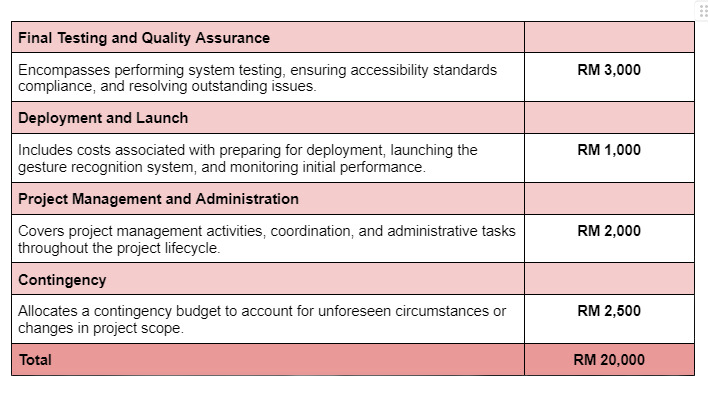 Final Testing and Quality Assurance
Encompasses performing system testing, ensuring accessibility standards
compliance, and resolving outstanding issues.
RM 3,000
Deployment and Launch
Includes costs associated with preparing for deployment, launching the
gesture recognition system, and monitoring initial performance.
RM 1,000
Project Management and Administration
Covers project management activities, coordination, and administrative tasks
throughout the project lifecycle.
RM 2,000
Contingency
Allocates a contingency budget to account for unforeseen circumstances or
changes in project scope.
RM 2,500
Total
RM 20,000